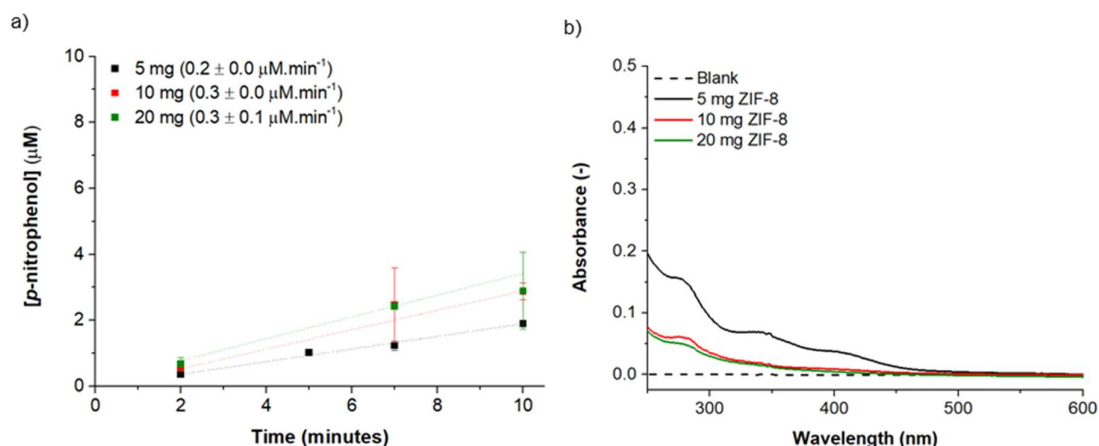 a)
10
8
6
4
2
0
[p-nitrophenol] (μM)
5 mg (0.2 ± 0.0 μM.min⁻¹)
10 mg (0.3 ± 0.0 μM.min⁻¹)
20 mg (0.3 ± 0.1 μM.min⁻¹)
0 2 4 6 8 10
Time (minutes)
b)
0.5
0.4
0.3
0.2
0.1
0.0
Absorbance (-)
Blank
5 mg ZIF-8
10 mg ZIF-8
20 mg ZIF-8
300 400 500 600
Wavelength (nm)